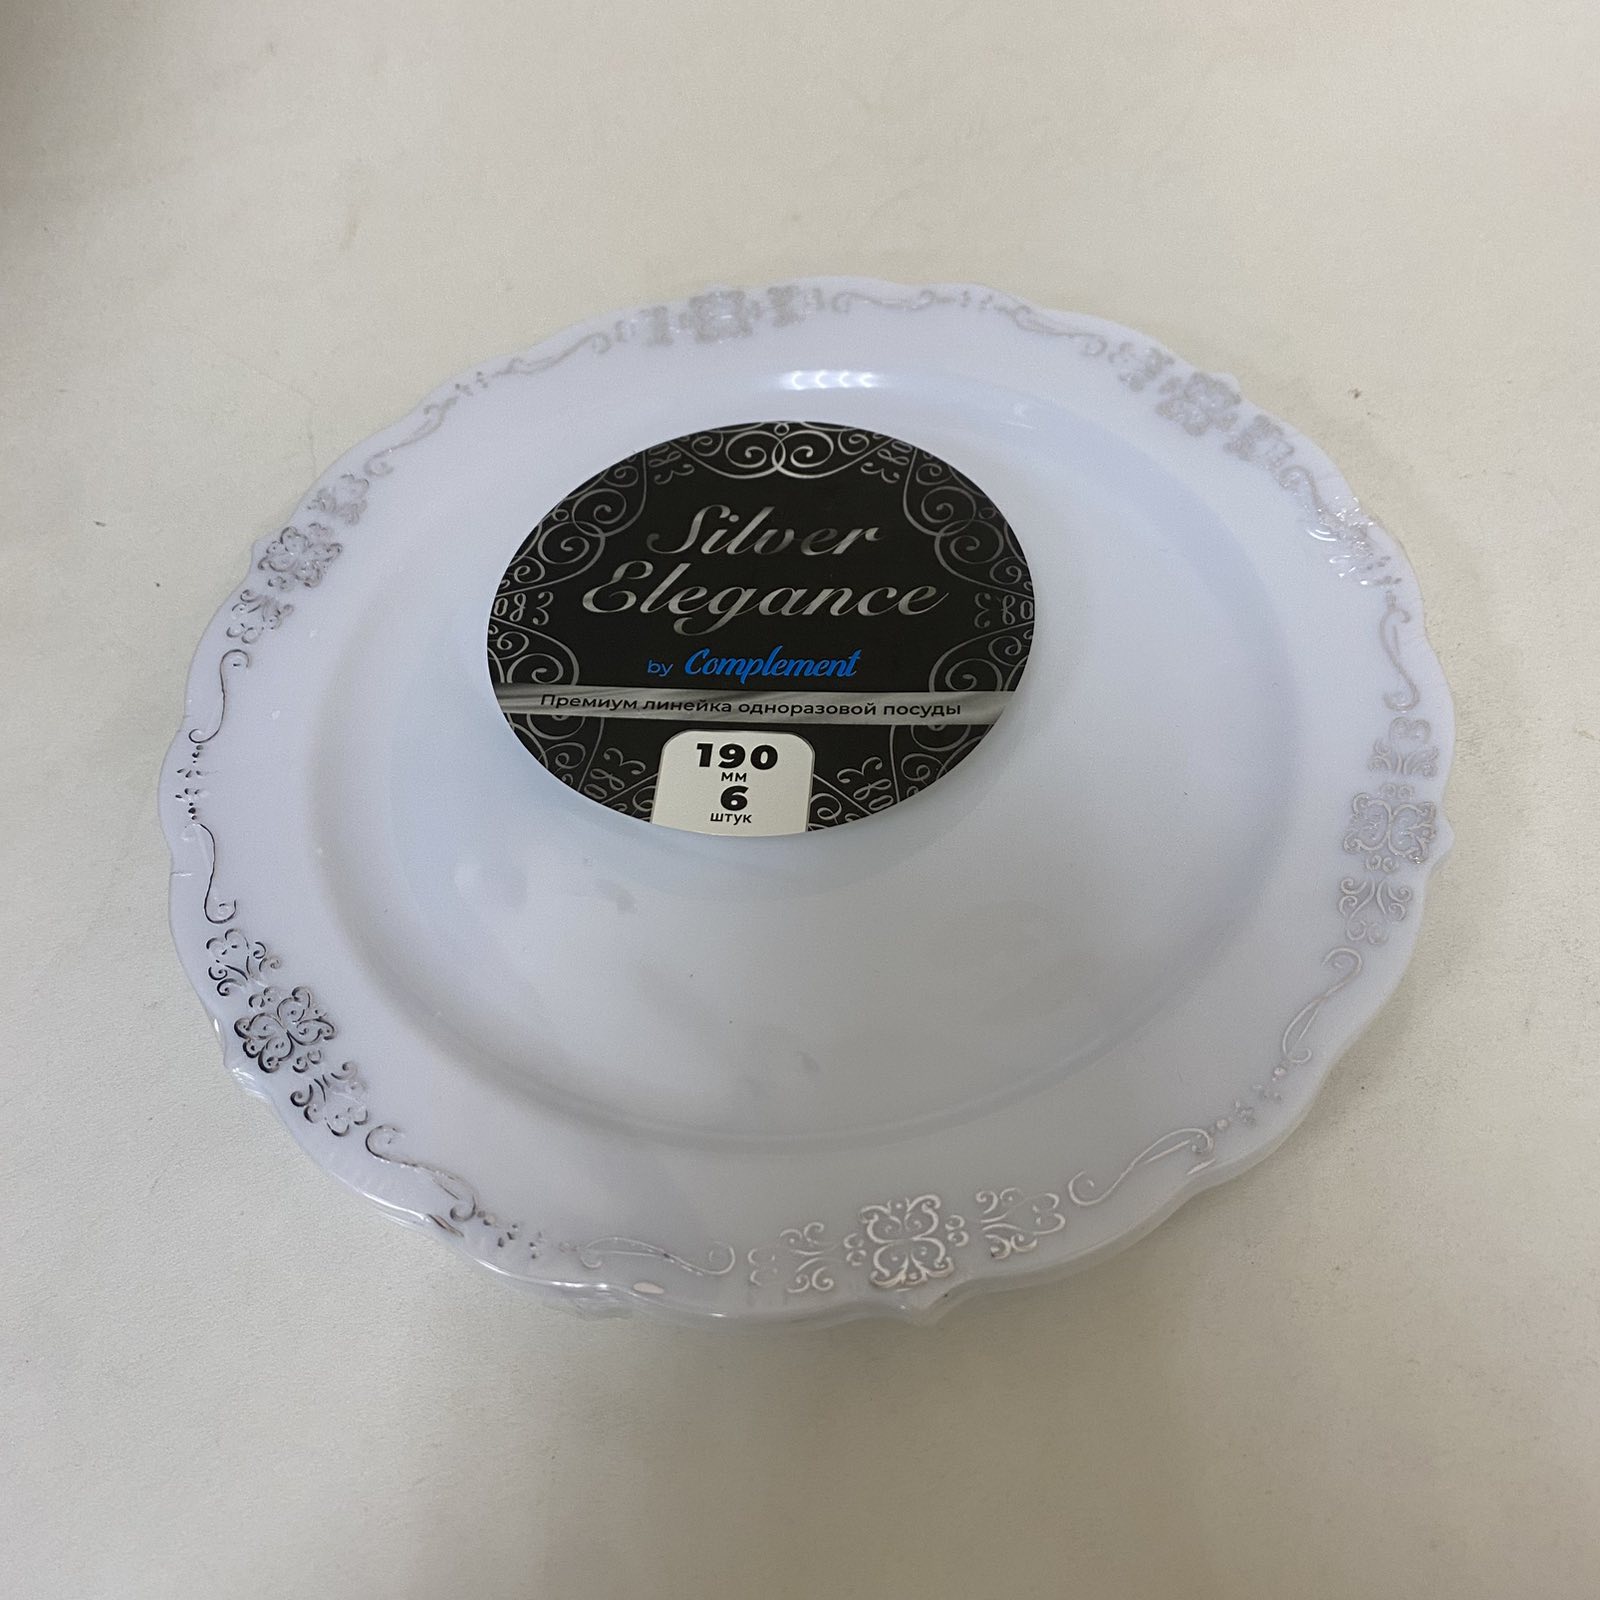 Silver
Elegance
by Complement
Премиум линейка одноразовой посуды
190
мм
6
штук